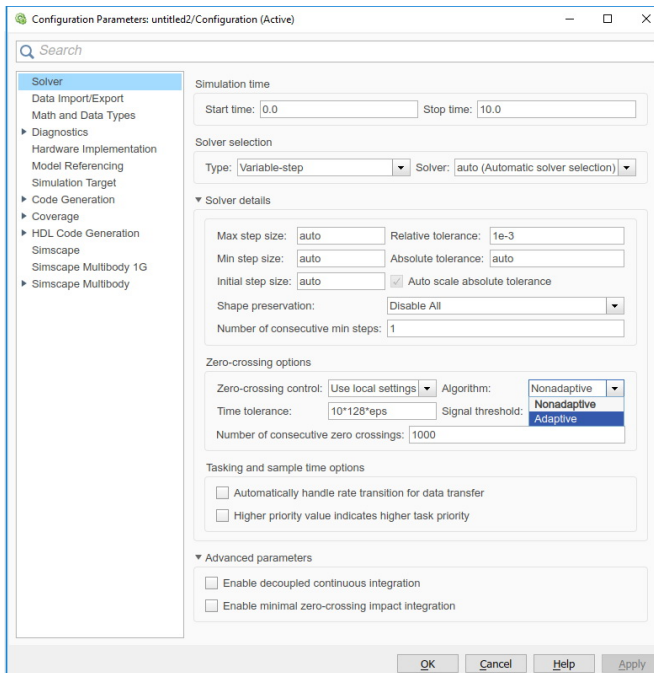 Configuration Parameters: untitled2/Configuration (Active)
Search
Solver
Data Import/Export
Math and Data Types
Diagnostics
Hardware Implementation
Model Referencing
Simulation Target
Code Generation
Coverage
HDL Code Generation
Simscape
Simscape Multibody 1G
Simscape Multibody
Simulation time
Start time: 0.0 Stop time: 10.0
Solver selection
Type: Variable-step Solver: auto (Automatic solver selection)
Solver details
Max step size: auto Relative tolerance: 1e-3
Min step size: auto Absolute tolerance: auto
Initial step size: auto Auto scale absolute tolerance
Shape preservation: Disable All
Number of consecutive min steps: 1
Zero-crossing options
Zero-crossing control: Use local settings Algorithm: Nonadaptive
Nonadaptive
Time tolerance: 10*128*eps Signal threshold: Adaptive
Number of consecutive zero crossings: 1000
Tasking and sample time options
Automatically handle rate transition for data transfer
Higher priority value indicates higher task priority
Advanced parameters
Enable decoupled continuous integration
Enable minimal zero-crossing impact integration
OK Cancel Help Apply